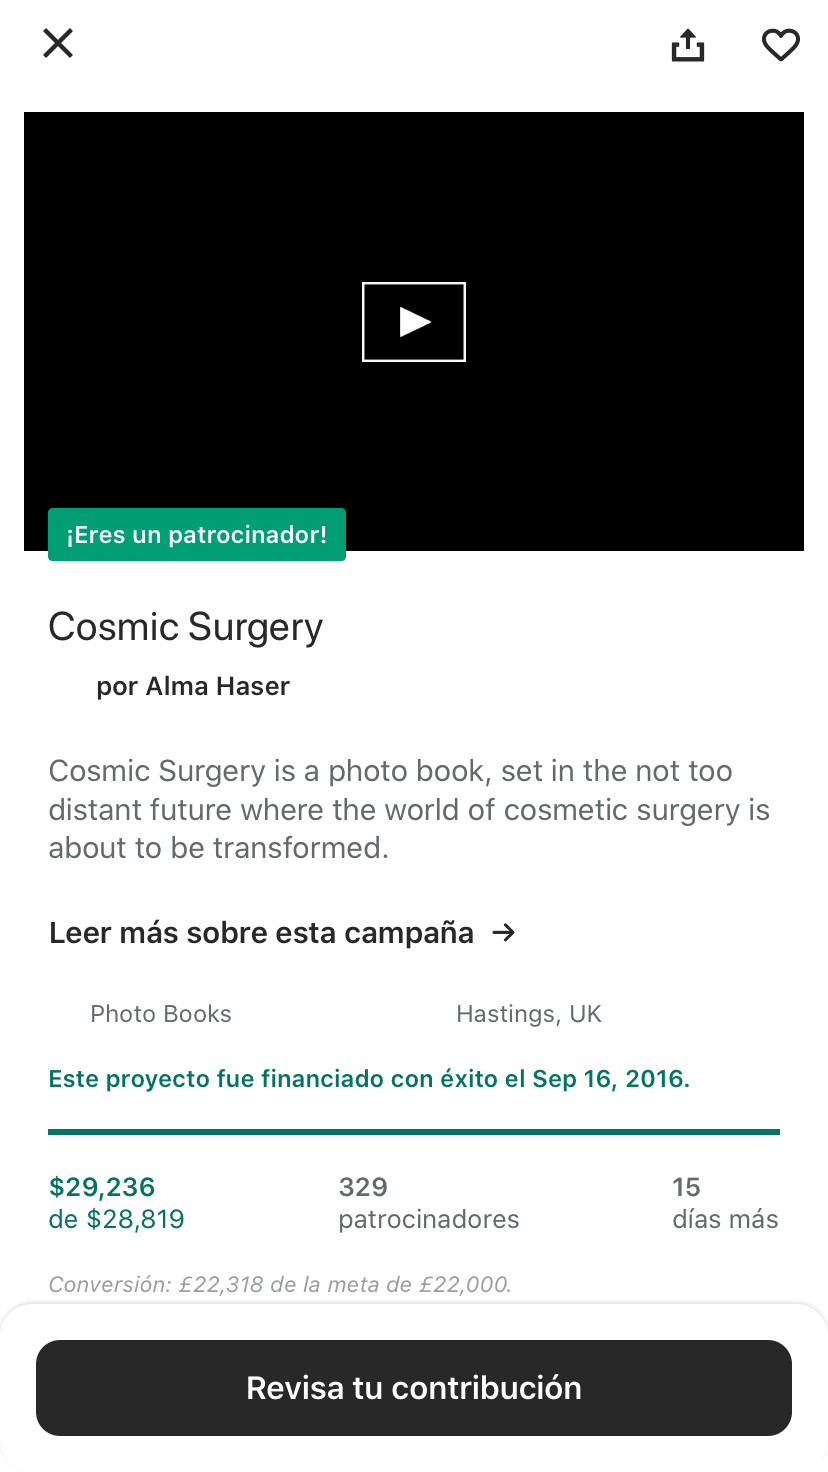 ¡Eres un patrocinador!
Cosmic Surgery
por Alma Haser
Cosmic Surgery is a photo book, set in the not too
distant future where the world of cosmetic surgery is
about to be transformed.
Leer más sobre esta campaña →
Photo Books
Hastings, UK
Este proyecto fue financiado con éxito el Sep 16, 2016.
$29,236
de $28,819
329
patrocinadores
15
días más
Conversión: £22,318 de la meta de £22,000.
Revisa tu contribución